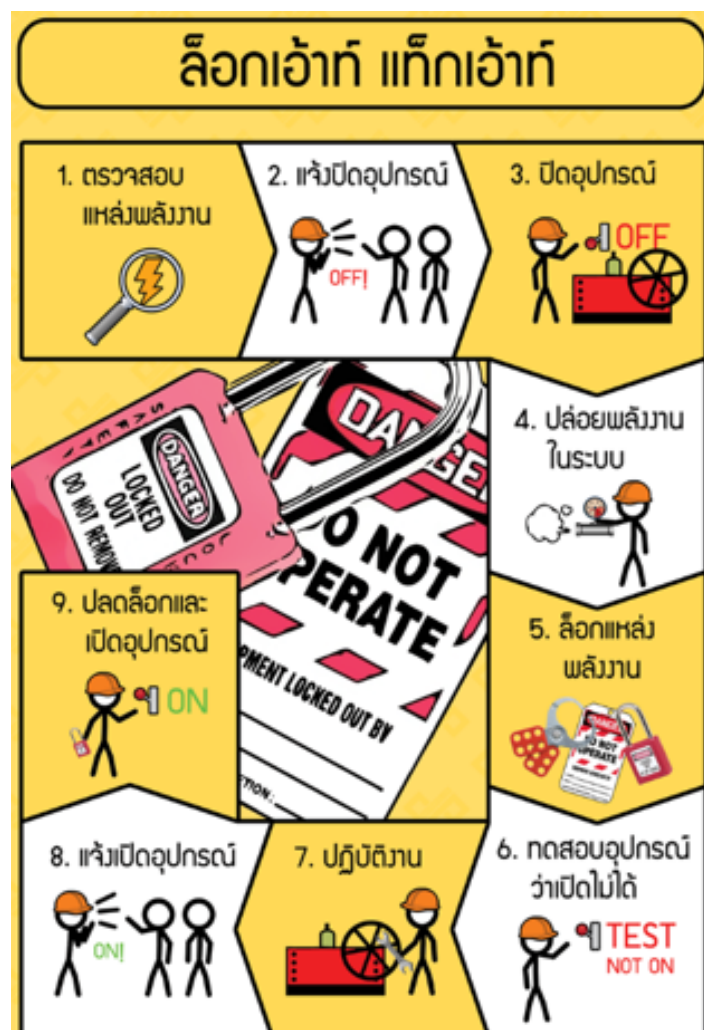 ล็อกเอ้าท์ แท็กเอ้าท์
1. ตรวจสอบ
แหล่งพลังงาน
2. แจ้งปิดอุปกรณ์
OFF!
3. ปิดอุปกรณ์
OFF
4. ปล่อยพลังงาน
ในระบบ
SAFETY
DANGER
LOCKED
OUT
DO NOT REMOVE
DANGER
DO NOT
OPERATE
EQUIPMENT LOCKED OUT BY
5. ล็อกแหล่ง
พลังงาน
DANGER
DO NOT
OPERATE
6. ทดสอบอุปกรณ์
ว่าเปิดไม่ได้
TEST
NOT ON
7. ปฏิบัติงาน
8. แจ้งเปิดอุปกรณ์
ON!
9. ปลดล็อกและ
เปิดอุปกรณ์
ON